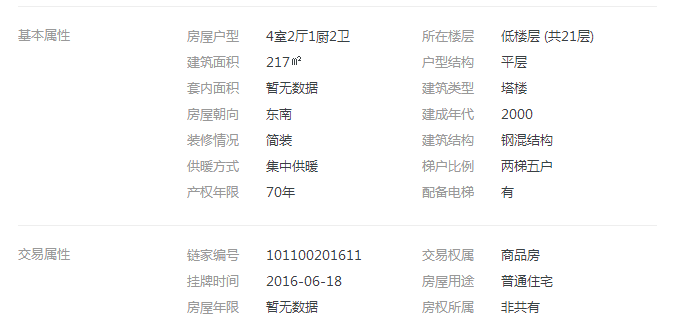 基本属性 房屋户型 4室2厅1厨2卫 所在楼层 低楼层 (共21层)
建筑面积 217㎡ 户型结构 平层
套内面积 暂无数据 建筑类型 塔楼
房屋朝向 东南 建成年代 2000
装修情况 简装 建筑结构 钢混结构
供暖方式 集中供暖 梯户比例 两梯五户
产权年限 70年 配备电梯 有
交易属性 链家编号 101100201611 交易权属 商品房
挂牌时间 2016-06-18 房屋用途 普通住宅
房屋年限 暂无数据 房权所属 非共有